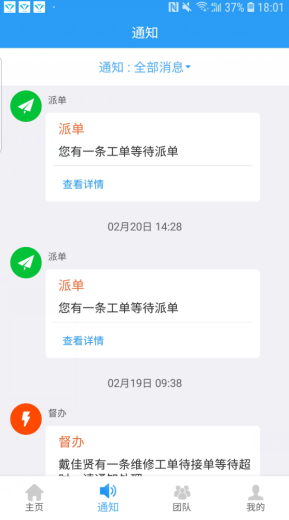 37% 18:01
通知
通知 : 全部消息
派单
派单
您有一条工单等待派单
查看详情
02月20日 14:28
派单
派单
您有一条工单等待派单
查看详情
02月19日 09:38
督办
督办
戴佳贤有一条维修工单待接单等待超
主页 通知 团队 我的